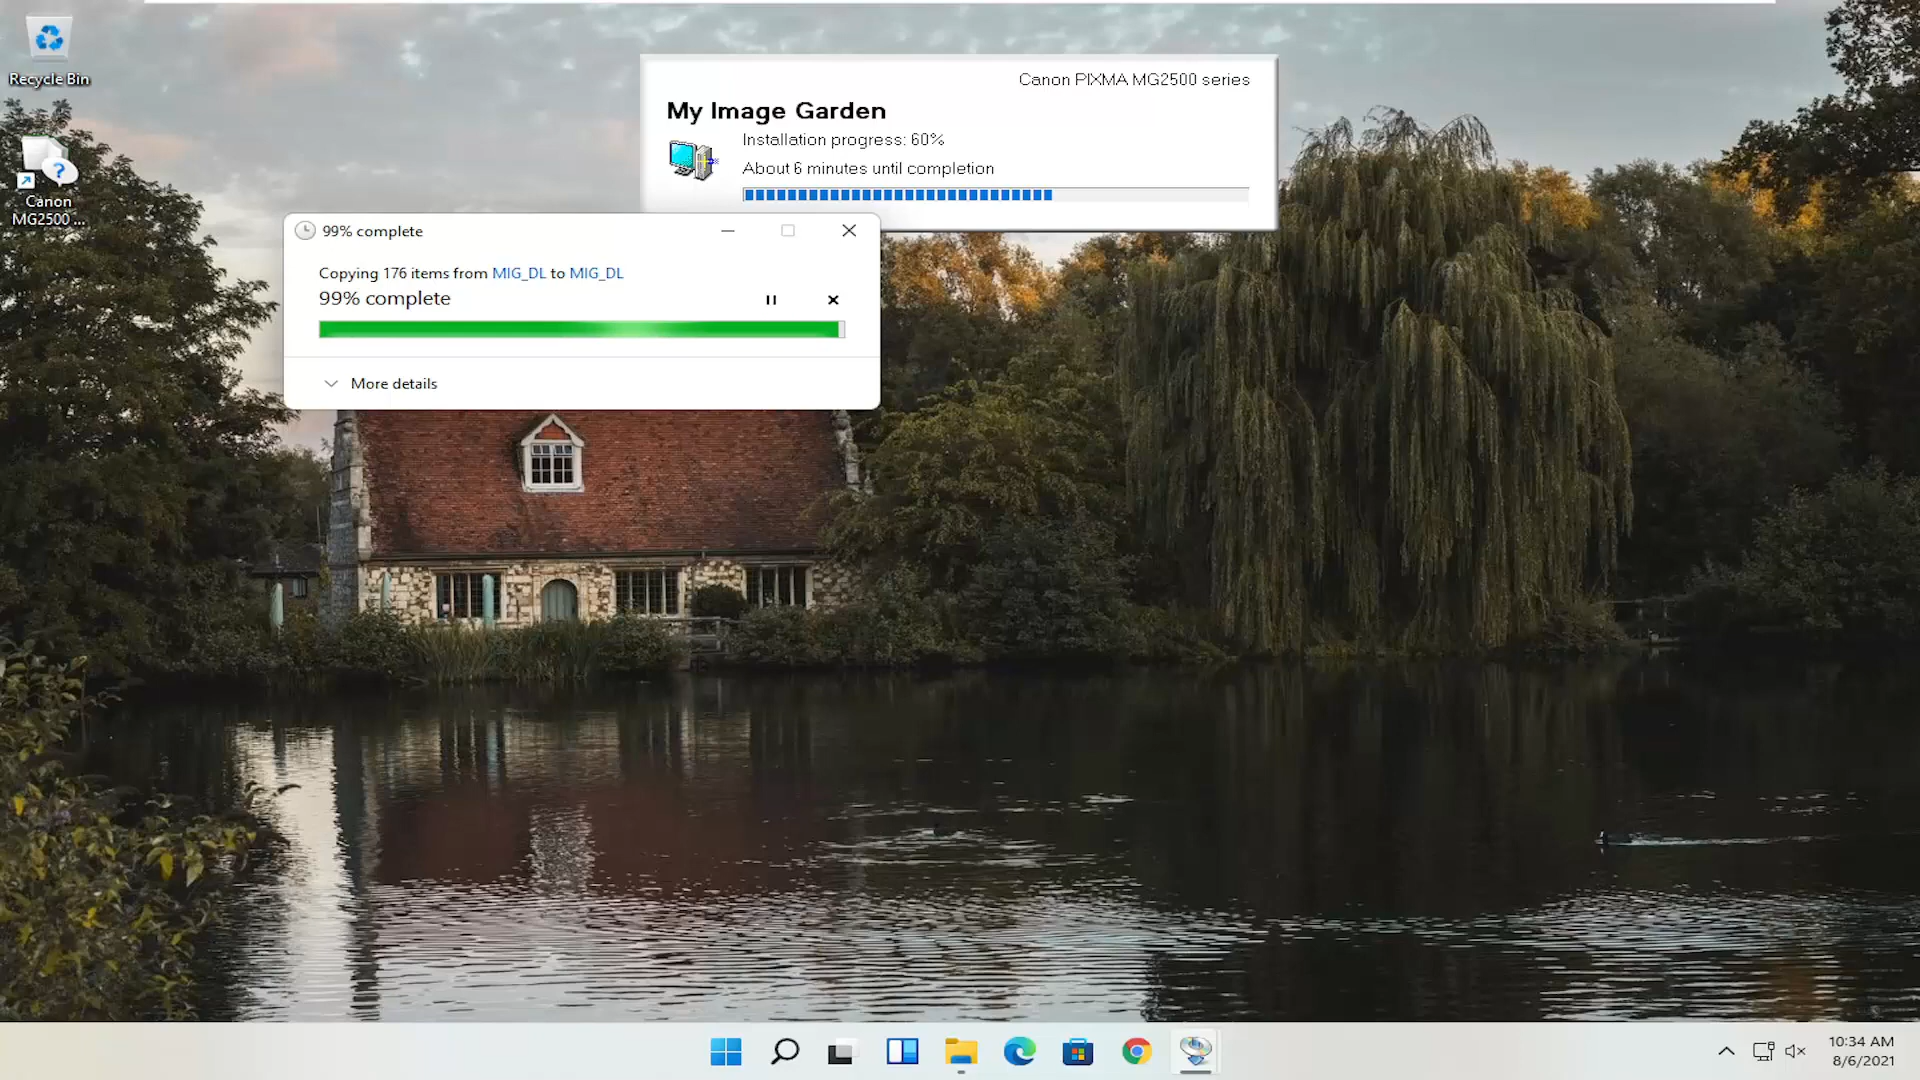 Recycle Bin
Canon
MG2500 ...
Canon PIXMA MG2500 series
My Image Garden
Installation progress: 60%
About 6 minutes until completion
99% complete
Copying 176 items from MIG_DL to MIG_DL
99% complete
More details
10:34 AM
8/6/2021